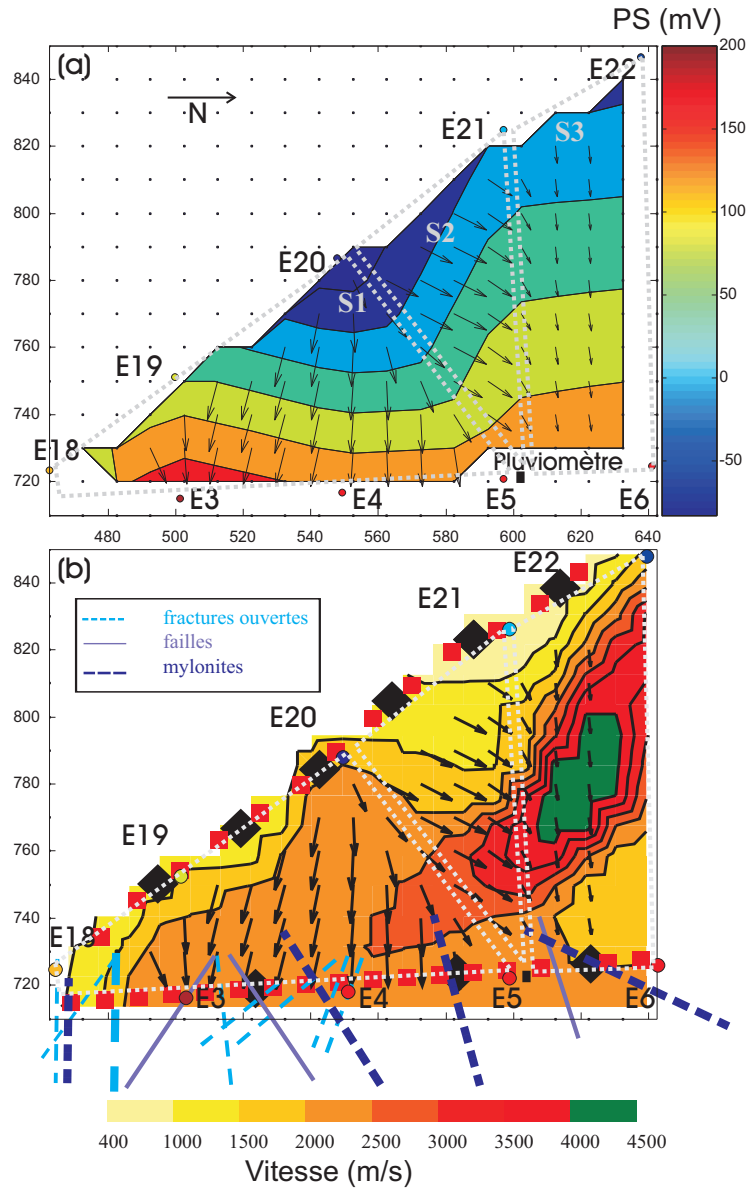 PS (mV)
(a)
N
E22
E21
S3
S2
E20
S1
E19
E18
Pluviomètre
E3
E4
E5
E6
840
820
800
780
760
740
720
480
500
520
540
560
580
600
620
640
200
150
100
50
0
-50
(b)
fractures ouvertes
failles
mylonites
E22
E21
E20
E19
E18
E3
E4
E5
E6
840
820
800
780
760
740
720
400
1000
1500
2000
2500
3000
3500
4000
4500
Vitesse (m/s)